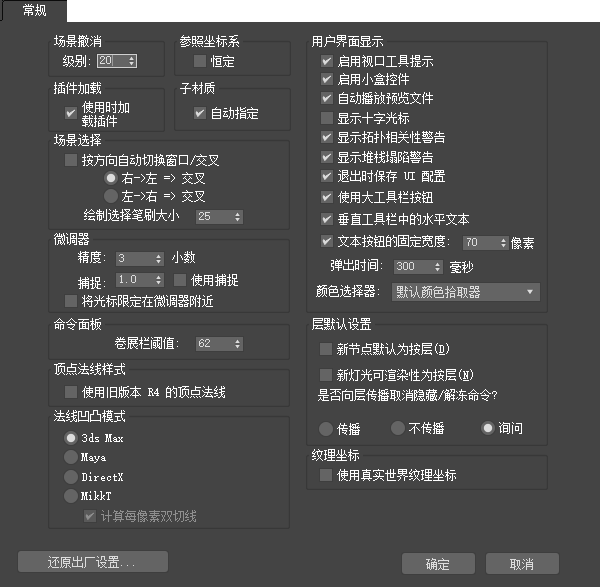 常规
场景撤消
级别: 20
参照坐标系
恒定
插件加载
使用时加
载插件
子材质
自动指定
场景选择
按方向自动切换窗口/交叉
右->左 => 交叉
左->右 => 交叉
绘制选择笔刷大小 25
微调器
精度: 3 小数
捕捉: 1.0 使用捕捉
将光标限定在微调器附近
命令面板
卷展栏阈值: 62
顶点法线样式
使用旧版本 R4 的顶点法线
法线凹凸模式
3ds Max
Maya
DirectX
MikkT
计算每像素双切线
用户界面显示
启用视口工具提示
启用小盒控件
自动播放预览文件
显示十字光标
显示拓扑相关性警告
显示堆栈塌陷警告
退出时保存 UI 配置
使用大工具栏按钮
垂直工具栏中的水平文本
文本按钮的固定宽度: 70 像素
弹出时间: 300 毫秒
颜色选择器: 默认颜色拾取器
层默认设置
新节点默认为按层(D)
新灯光可渲染性为按层(N)
是否向层传播取消隐藏/解冻命令?
传播 不传播 询问
纹理坐标
使用真实世界纹理坐标
还原出厂设置...
确定
取消